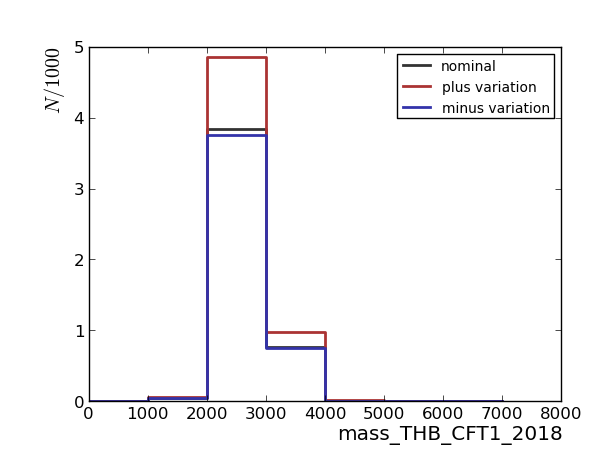 N/1000
5
4
3
2
1
0
nominal
plus variation
minus variation
0 1000 2000 3000 4000 5000 6000 7000 8000
mass_THB_CFT1_2018